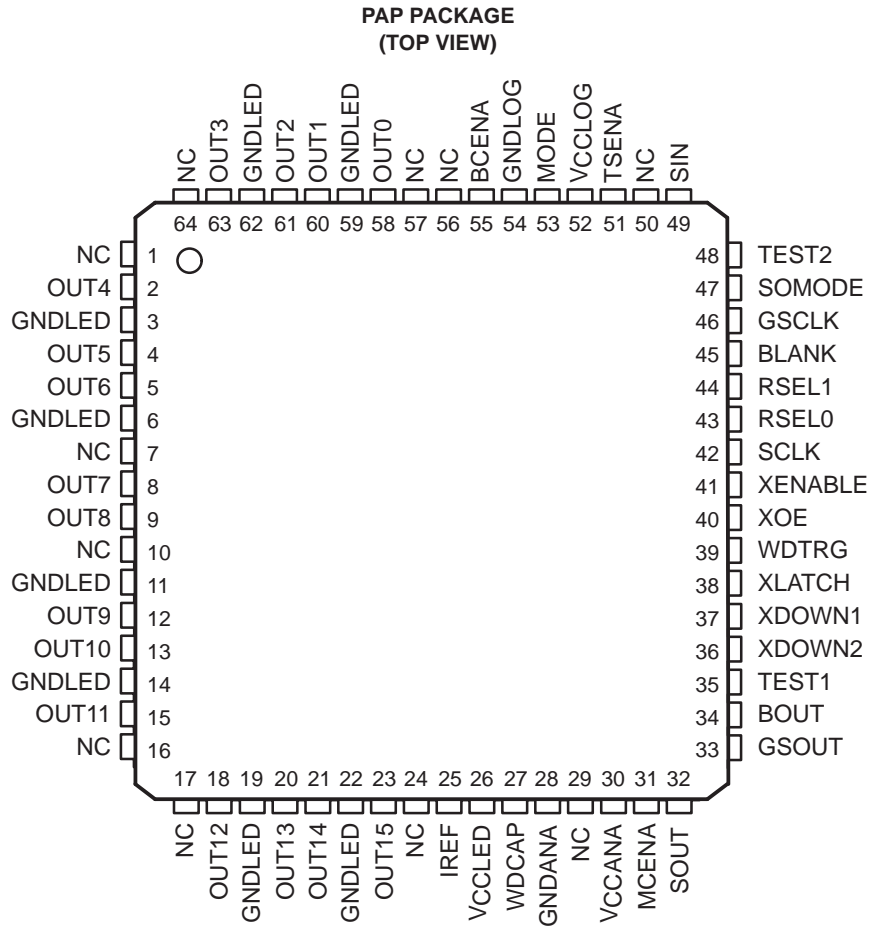 PAP PACKAGE
(TOP VIEW)
NC
OUT3
GNDLED
OUT2
OUT1
GNDLED
OUT0
NC
NC
BCENA
GNDLOG
MODE
VCCLOG
TSENA
NC
SIN
64 63 62 61 60 59 58 57 56 55 54 53 52 51 50 49
NC 1
OUT4 2
GNDLED 3
OUT5 4
OUT6 5
GNDLED 6
NC 7
OUT7 8
OUT8 9
NC 10
GNDLED 11
OUT9 12
OUT10 13
GNDLED 14
OUT11 15
NC 16
48 TEST2
47 SOMODE
46 GSCLK
45 BLANK
44 RSEL1
43 RSEL0
42 SCLK
41 XENABLE
40 XOE
39 WDTRG
38 XLATCH
37 XDOWN1
36 XDOWN2
35 TEST1
34 BOUT
33 GSOUT
17 18 19 20 21 22 23 24 25 26 27 28 29 30 31 32
NC
OUT12
GNDLED
OUT13
OUT14
GNDLED
OUT15
NC
IREF
VCCLED
WDCAP
GNDANA
NC
VCCANA
MCENA
SOUT